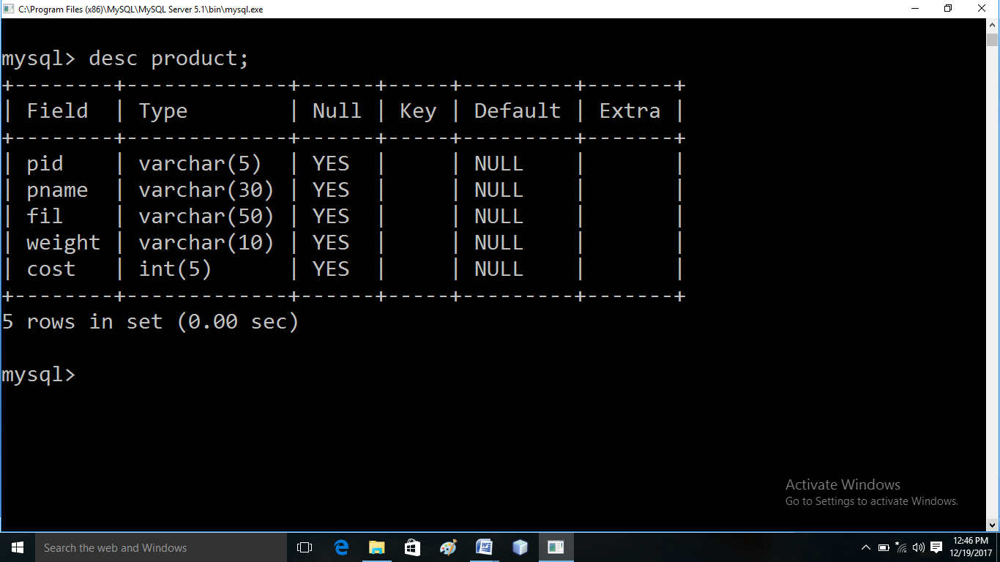 C:\Program Files (x86)\MySQL\MySQL Server 5.1\bin\mysql.exe
mysql> desc product;
+--------+-------------+------+-----+---------+-------+
| Field  | Type        | Null | Key | Default | Extra |
+--------+-------------+------+-----+---------+-------+
| pid    | varchar(5)  | YES  |     | NULL    |       |
| pname  | varchar(30) | YES  |     | NULL    |       |
| fil    | varchar(50) | YES  |     | NULL    |       |
| weight | varchar(10) | YES  |     | NULL    |       |
| cost   | int(5)      | YES  |     | NULL    |       |
+--------+-------------+------+-----+---------+-------+
5 rows in set (0.00 sec)
mysql>
Activate Windows
Go to Settings to activate Windows.
Search the web and Windows
12:46 PM
12/19/2017